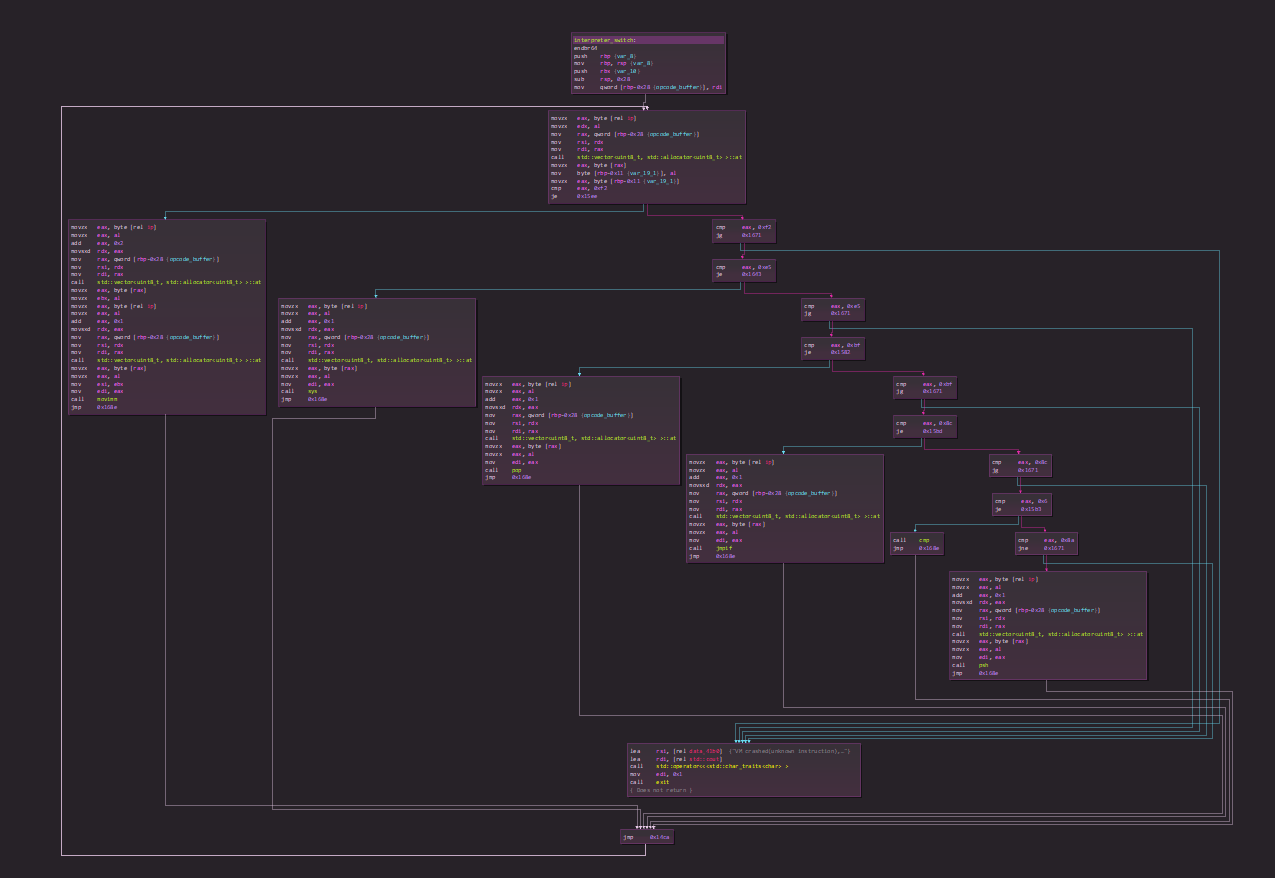 interpreter_switch:
endbr64
push rbp {var_8}
mov rbp, rsp {var_8}
push rbx {var_10}
sub rsp, 0x28
mov qword [rbp-0x28 {opcode_buffer}], rdi
movzx eax, byte [rel ip]
movzx edx, al
mov rax, qword [rbp-0x28 {opcode_buffer}]
mov rsi, rdx
mov rdi, rax
call std::vector<uint8_t, std::allocator<uint8_t> >::at
movzx eax, byte [rax]
mov byte [rbp-0x11 {var_19_1}], al
movzx eax, byte [rbp-0x11 {var_19_1}]
cmp eax, 0xf2
je 0x15ee
movzx eax, byte [rel ip]
movzx eax, al
add eax, 0x2
movsxd rdx, eax
mov rax, qword [rbp-0x28 {opcode_buffer}]
mov rsi, rdx
mov rdi, rax
call std::vector<uint8_t, std::allocator<uint8_t> >::at
movzx eax, byte [rax]
movzx ebx, al
movzx eax, byte [rel ip]
movzx eax, al
add eax, 0x1
movsxd rdx, eax
mov rax, qword [rbp-0x28 {opcode_buffer}]
mov rsi, rdx
mov rdi, rax
call std::vector<uint8_t, std::allocator<uint8_t> >::at
movzx eax, byte [rax]
movzx eax, al
mov esi, ebx
mov edi, eax
call movimm
jmp 0x168e
cmp eax, 0xf2
jg 0x1671
cmp eax, 0xe5
je 0x1643
movzx eax, byte [rel ip]
movzx eax, al
add eax, 0x1
movsxd rdx, eax
mov rax, qword [rbp-0x28 {opcode_buffer}]
mov rsi, rdx
mov rdi, rax
call std::vector<uint8_t, std::allocator<uint8_t> >::at
movzx eax, byte [rax]
movzx eax, al
mov edi, eax
call sys
jmp 0x168e
cmp eax, 0xe5
jg 0x1671
cmp eax, 0xbf
je 0x1582
movzx eax, byte [rel ip]
movzx eax, al
add eax, 0x1
movsxd rdx, eax
mov rax, qword [rbp-0x28 {opcode_buffer}]
mov rsi, rdx
mov rdi, rax
call std::vector<uint8_t, std::allocator<uint8_t> >::at
movzx eax, byte [rax]
movzx eax, al
mov edi, eax
call pop
jmp 0x168e
cmp eax, 0xbf
jg 0x1671
cmp eax, 0x8c
je 0x15bd
movzx eax, byte [rel ip]
movzx eax, al
add eax, 0x1
movsxd rdx, eax
mov rax, qword [rbp-0x28 {opcode_buffer}]
mov rsi, rdx
mov rdi, rax
call std::vector<uint8_t, std::allocator<uint8_t> >::at
movzx eax, byte [rax]
movzx eax, al
mov edi, eax
call jmpif
jmp 0x168e
cmp eax, 0x8c
jg 0x1671
cmp eax, 0x5
je 0x15b3
call cmp
jmp 0x168e
cmp eax, 0x8a
jne 0x1671
movzx eax, byte [rel ip]
movzx eax, al
add eax, 0x1
movsxd rdx, eax
mov rax, qword [rbp-0x28 {opcode_buffer}]
mov rsi, rdx
mov rdi, rax
call std::vector<uint8_t, std::allocator<uint8_t> >::at
movzx eax, byte [rax]
movzx eax, al
mov edi, eax
call psh
jmp 0x168e
lea rsi, [rel {"VM crashed(unknown instruction),…"}
lea rdi, [rel std::cout]
call std::operator<<<std::char_traits<char> >
mov edi, 0x1
call exit
{ Does not return }
jmp 0x14ca